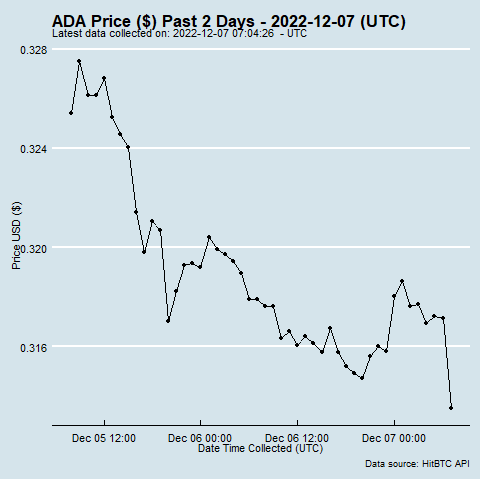 ADA Price ($) Past 2 Days - 2022-12-07 (UTC)
Latest data collected on: 2022-12-07 07:04:26  - UTC
0.328
0.324
0.320
0.316
Price USD ($)
Dec 05 12:00
Dec 06 00:00
Dec 06 12:00
Dec 07 00:00
Date Time Collected (UTC)
Data source: HitBTC API